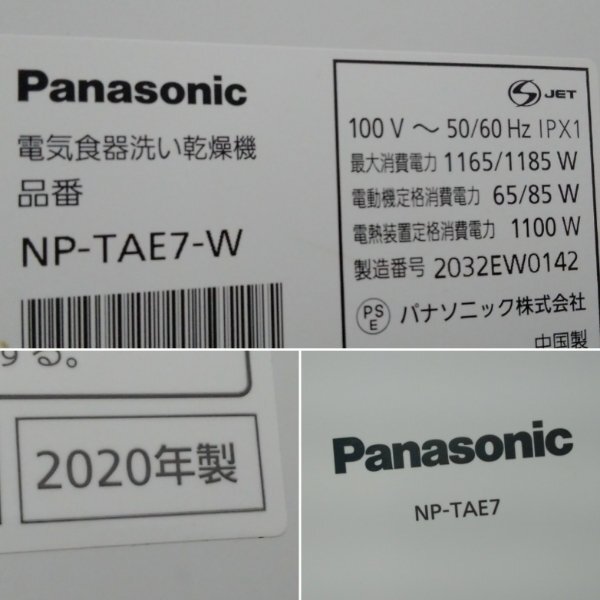 Panasonic
電気食器洗い乾燥機
品番
NP-TAE7-W
JET
100 V ～ 50/60 Hz IPX1
最大消費電力 1165/1185 W
電動機定格消費電力 65/85 W
電熱装置定格消費電力 1100 W
製造番号 2032EW0142
PS
E
パナソニック株式会社
中国製
する。
2020年製
Panasonic
NP-TAE7